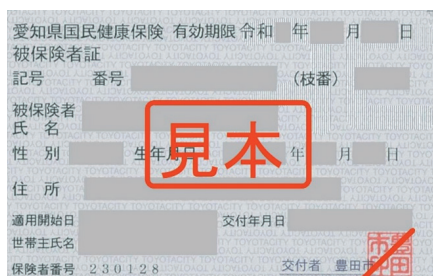 愛知県国民健康保険 有効期限 令和 年 月 日
被保険者証
記号 番号 （枝番）
被保険者
氏 名
見本
性 別 生年月日 年 月 日
住 所
適用開始日 交付年月日
世帯主氏名
保険者番号 230128 交付者 豊田市